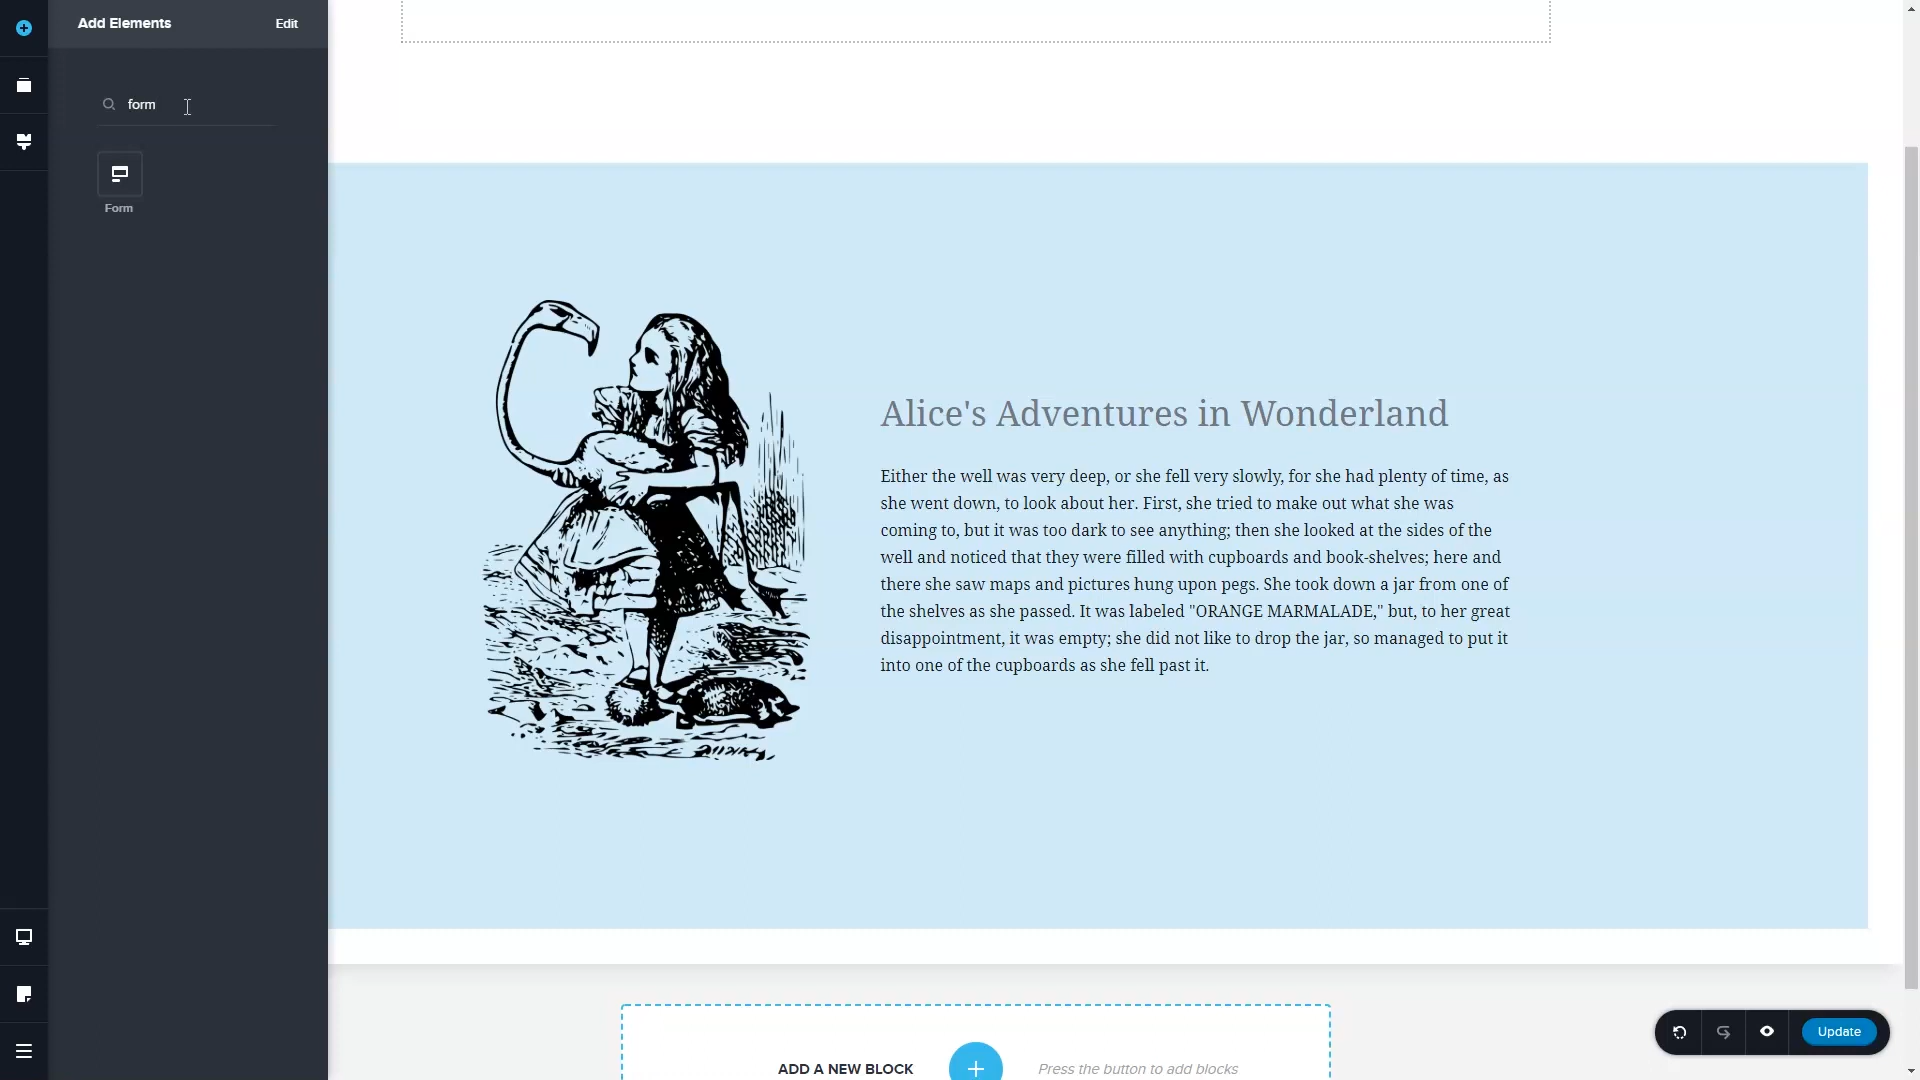 Add Elements
Edit
form
Form
Alice's Adventures in Wonderland
Either the well was very deep, or she fell very slowly, for she had plenty of time, as
she went down, to look about her. First, she tried to make out what she was
coming to, but it was too dark to see anything; then she looked at the sides of the
well and noticed that they were filled with cupboards and book-shelves; here and
there she saw maps and pictures hung upon pegs. She took down a jar from one of
the shelves as she passed. It was labeled "ORANGE MARMALADE," but, to her great
disappointment, it was empty; she did not like to drop the jar, so managed to put it
into one of the cupboards as she fell past it.
ADD A NEW BLOCK
Press the button to add blocks
Update